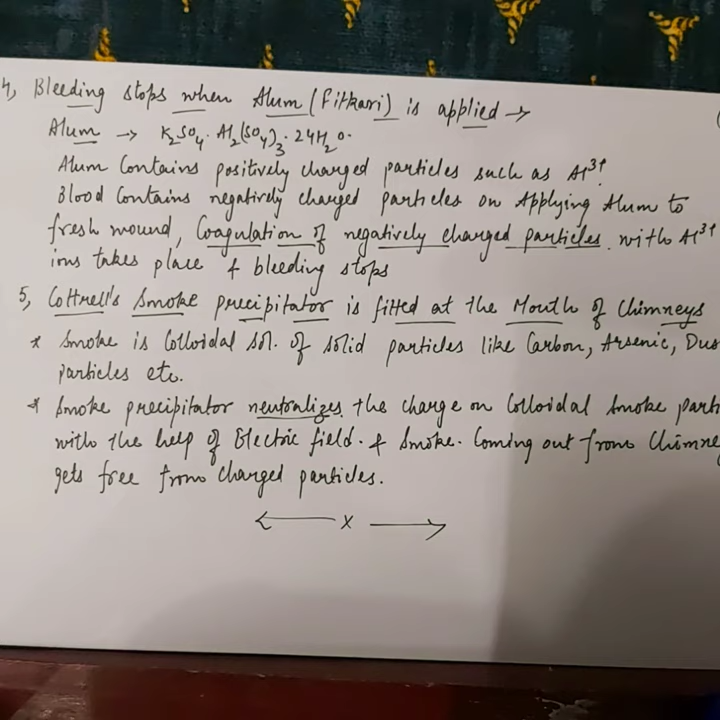 4, Bleeding stops when Alum (Fitkari) is applied →
Alum → K₂SO₄. Al₂(SO₄)₃. 24H₂O.
Alum Contains positively charged particles such as Al³⁺.
Blood Contains negatively charged particles on Applying Alum to
fresh wound, Coagulation of negatively charged particles with Al³⁺
ions takes place & bleeding stops
5, Cottrell's Smoke precipitator is fitted at the Mouth of Chimneys
* Smoke is Colloidal Sol. of solid particles like Carbon, Arsenic, Dus
particles etc.
* Smoke precipitator neutralizes the charge on Colloidal Smoke parti
with the help of Electric field. & Smoke. Coming out from Chimne
gets free from charged particles.
← x →